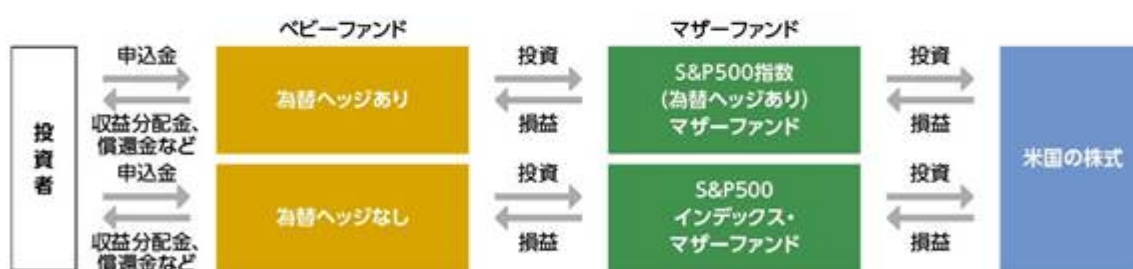 ベビーファンド
マザーファンド
投資者
申込金
収益分配金、
償還金など
為替ヘッジあり
投資
損益
S&P500指数
(為替ヘッジあり)
マザーファンド
投資
損益
米国の株式
申込金
収益分配金、
償還金など
為替ヘッジなし
投資
損益
S&P500
インデックス・
マザーファンド
投資
損益